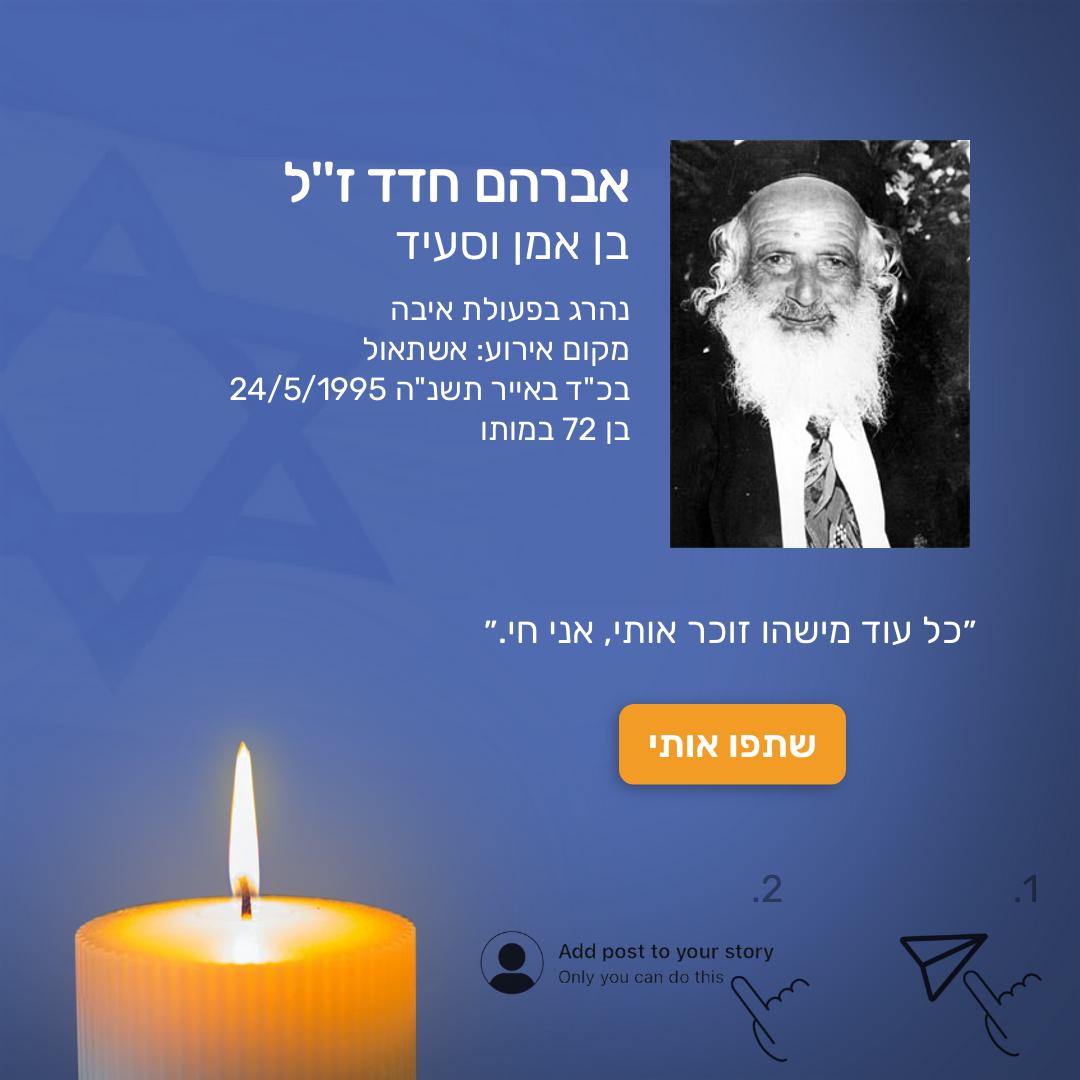 אברהם חדד ז"ל
בן אמן וסעיד
נהרג בפעולת איבה
מקום אירוע: אשתאול
בכ"ד באייר תשנ"ה 24/5/1995
בן 72 במותו
״כל עוד מישהו זוכר אותי, אני חי.״
שתפו אותי
.1
.2
Add post to your story
Only you can do this